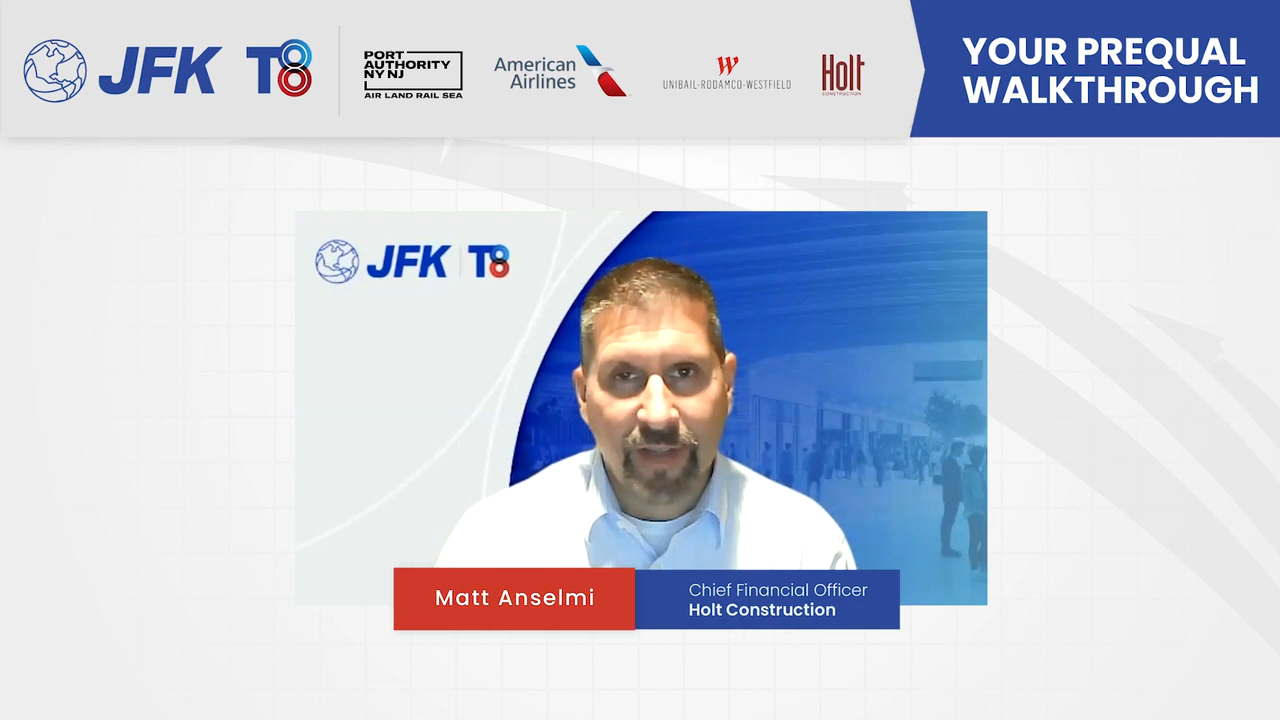 JFK T8
PORT
AUTHORITY
NY NJ
AIR LAND RAIL SEA
American
Airlines
UNIBAIL-RODAMCO-WESTFIELD
Holt
CONSTRUCTION
YOUR PREQUAL
WALKTHROUGH
JFK T8
Matt Anselmi
Chief Financial Officer
Holt Construction